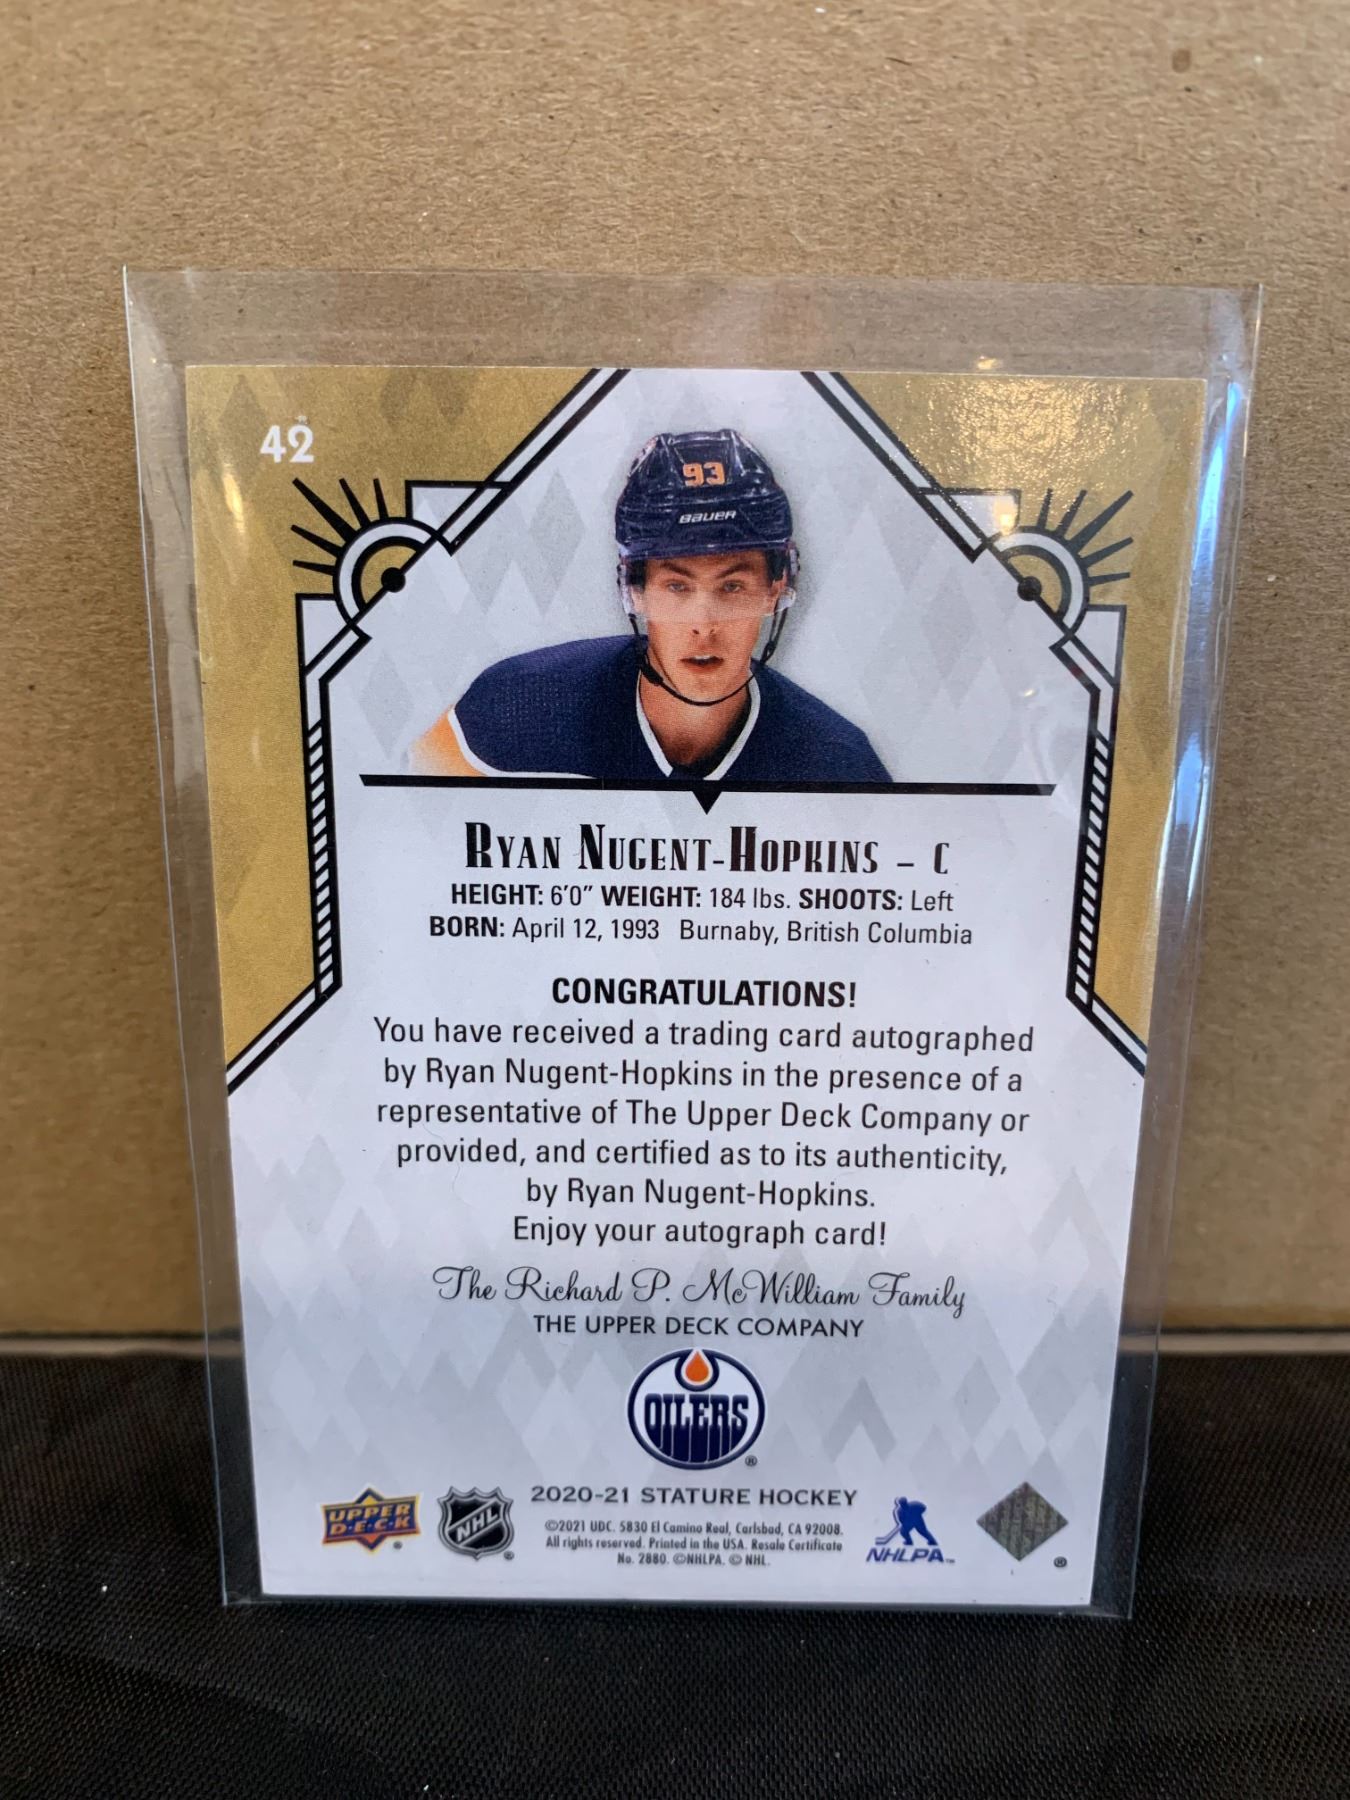 42
93
BAUER
RYAN NUGENT-HOPKINS – C
HEIGHT: 6'0" WEIGHT: 184 lbs. SHOOTS: Left
BORN: April 12, 1993 Burnaby, British Columbia
CONGRATULATIONS!
You have received a trading card autographed
by Ryan Nugent-Hopkins in the presence of a
representative of The Upper Deck Company or
provided, and certified as to its authenticity,
by Ryan Nugent-Hopkins.
Enjoy your autograph card!
The Richard P. McWilliam Family
THE UPPER DECK COMPANY
OILERS ®
UPPER
D·E·C·K ®
NHL ®
2020-21 STATURE HOCKEY
©2021 UDC. 5830 El Camino Real, Carlsbad, CA 92008.
All rights reserved. Printed in the USA. Resale Certificate
No. 2880. ©NHLPA. © NHL.
NHLPA™
®